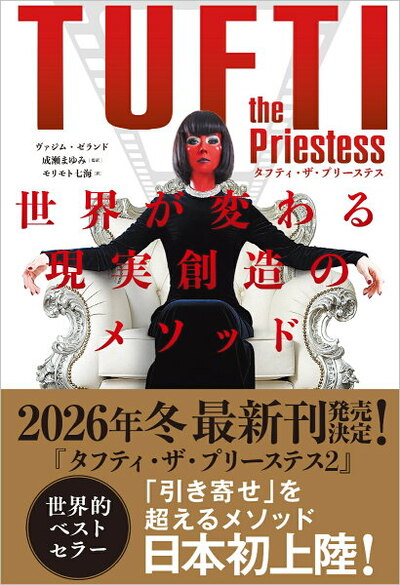 TUFTI
the
Priestess
タフティ・ザ・プリーステス
ヴァジム・ゼランド
成瀬まゆみ 監訳
モリモト七海 訳
世界が変わる
現実創造の
メソッド
2026年冬 最新刊 発売決定!
『タフティ・ザ・プリーステス2』
世界的
ベスト
セラー
「引き寄せ」を
超えるメソッド
日本初上陸!